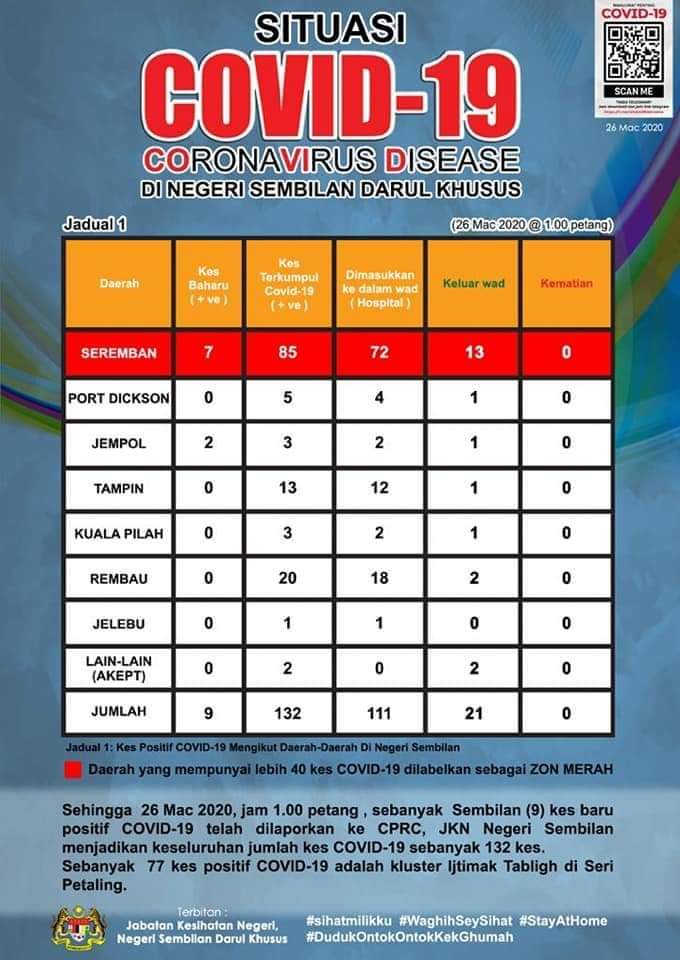 SITUASI
COVID-19
CORONAVIRUS DISEASE
DI NEGERI SEMBILAN DARUL KHUSUS
COVID-19
SCAN ME
26 Mac 2020
Jadual 1
(26 Mac 2020 @ 1.00 petang)
Daerah
Kes
Baharu
( + ve )
Kes
Terkumpul
Covid-19
( + ve )
Dimasukkan
ke dalam wad
( Hospital )
Keluar wad
Kematian
SEREMBAN 7 85 72 13 0
PORT DICKSON 0 5 4 1 0
JEMPOL 2 3 2 1 0
TAMPIN 0 13 12 1 0
KUALA PILAH 0 3 2 1 0
REMBAU 0 20 18 2 0
JELEBU 0 1 1 0 0
LAIN-LAIN
(AKEPT) 0 2 0 2 0
JUMLAH 9 132 111 21 0
Jadual 1: Kes Positif COVID-19 Mengikut Daerah-Daerah Di Negeri Sembilan
Daerah yang mempunyai lebih 40 kes COVID-19 dilabelkan sebagai ZON MERAH
Sehingga 26 Mac 2020, jam 1.00 petang , sebanyak Sembilan (9) kes baru
positif COVID-19 telah dilaporkan ke CPRC, JKN Negeri Sembilan
menjadikan keseluruhan jumlah kes COVID-19 sebanyak 132 kes.
Sebanyak 77 kes positif COVID-19 adalah kluster Ijtimak Tabligh di Seri
Petaling.
Terbitan :
Jabatan Kesihatan Negeri,
Negeri Sembilan Darul Khusus
#sihatmilikku #WaghihSeySihat #StayAtHome
#DudukOntokOntokKekGhumah